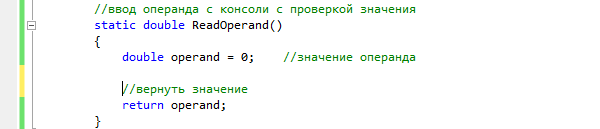 //ввод операнда с консоли с проверкой значения
static double ReadOperand()
{
double operand = 0; //значение операнда
//вернуть значение
return operand;
}